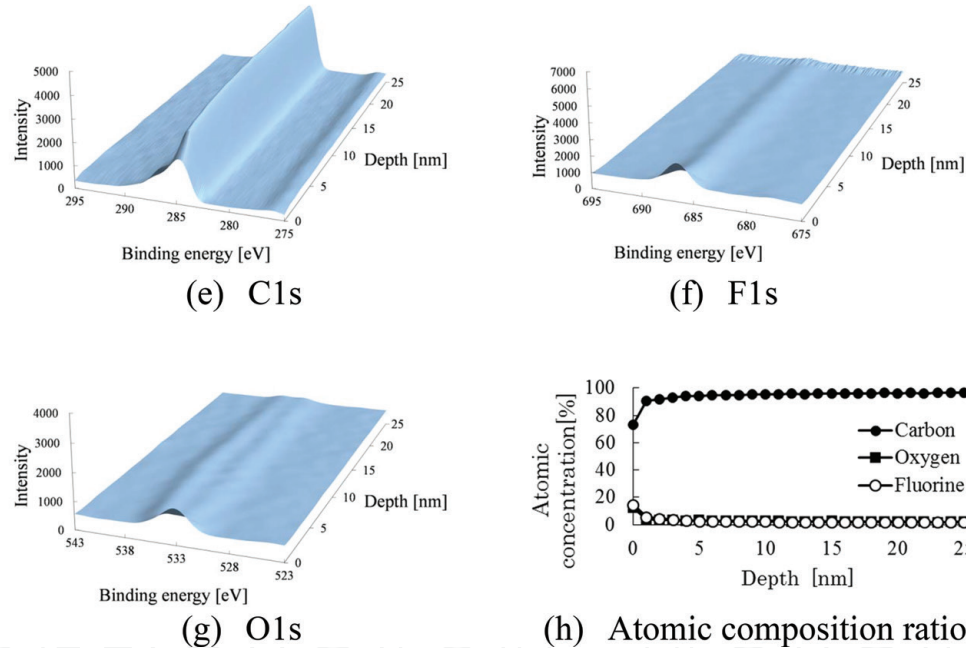 5000
4000
3000
2000
1000
0
Intensity
295
290
285
280
275
Binding energy [eV]
0
5
10
15
20
25
Depth [nm]
(e) C1s
7000
6000
5000
4000
3000
2000
1000
0
Intensity
695
690
685
680
675
Binding energy [eV]
0
5
10
15
20
25
Depth [nm]
(f) F1s
4000
3000
2000
1000
0
Intensity
543
538
533
528
523
Binding energy [eV]
0
5
10
15
20
25
Depth [nm]
(g) O1s
100
80
60
40
20
0
Atomic
concentration[%]
Carbon
Oxygen
Fluorine
0 5 10 15 20
Depth [nm]
(h) Atomic composition ratio